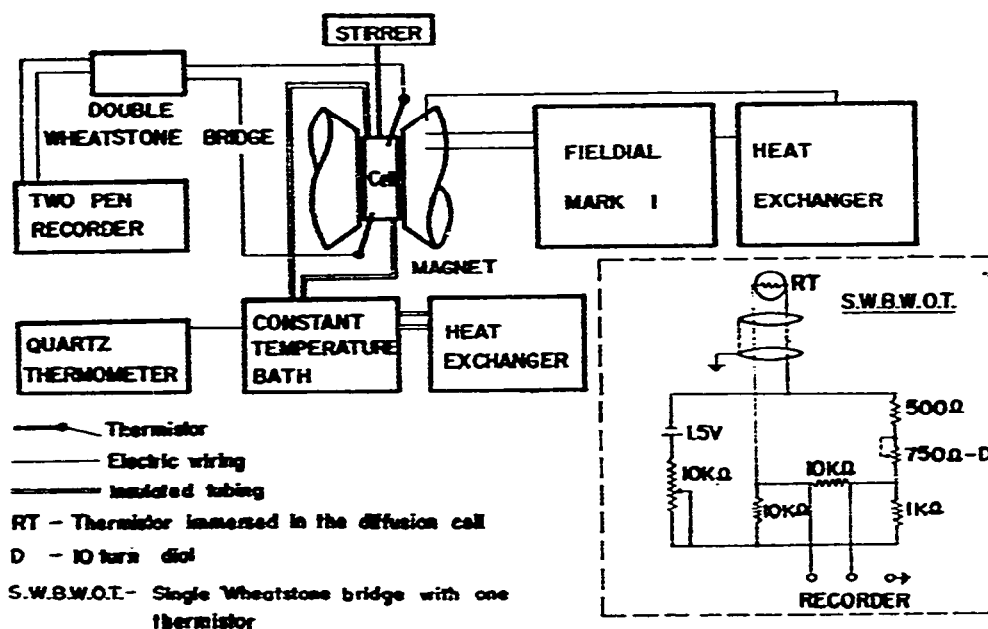 STIRRER
DOUBLE
WHEATSTONE BRIDGE
TWO PEN
RECORDER
Cell
MAGNET
FIELDIAL
MARK I
HEAT
EXCHANGER
QUARTZ
THERMOMETER
CONSTANT
TEMPERATURE
BATH
HEAT
EXCHANGER
Thermistor
Electric wiring
Insulated tubing
RT - Thermistor immersed in the diffusion cell
D - 10 turn dial
S.W.B.W.O.T.- Single Wheatstone bridge with one
thermistor
RT
S.W.B.W.O.T.
500Ω
1.5V
750Ω-D
10KΩ
10KΩ
10KΩ
1KΩ
RECORDER